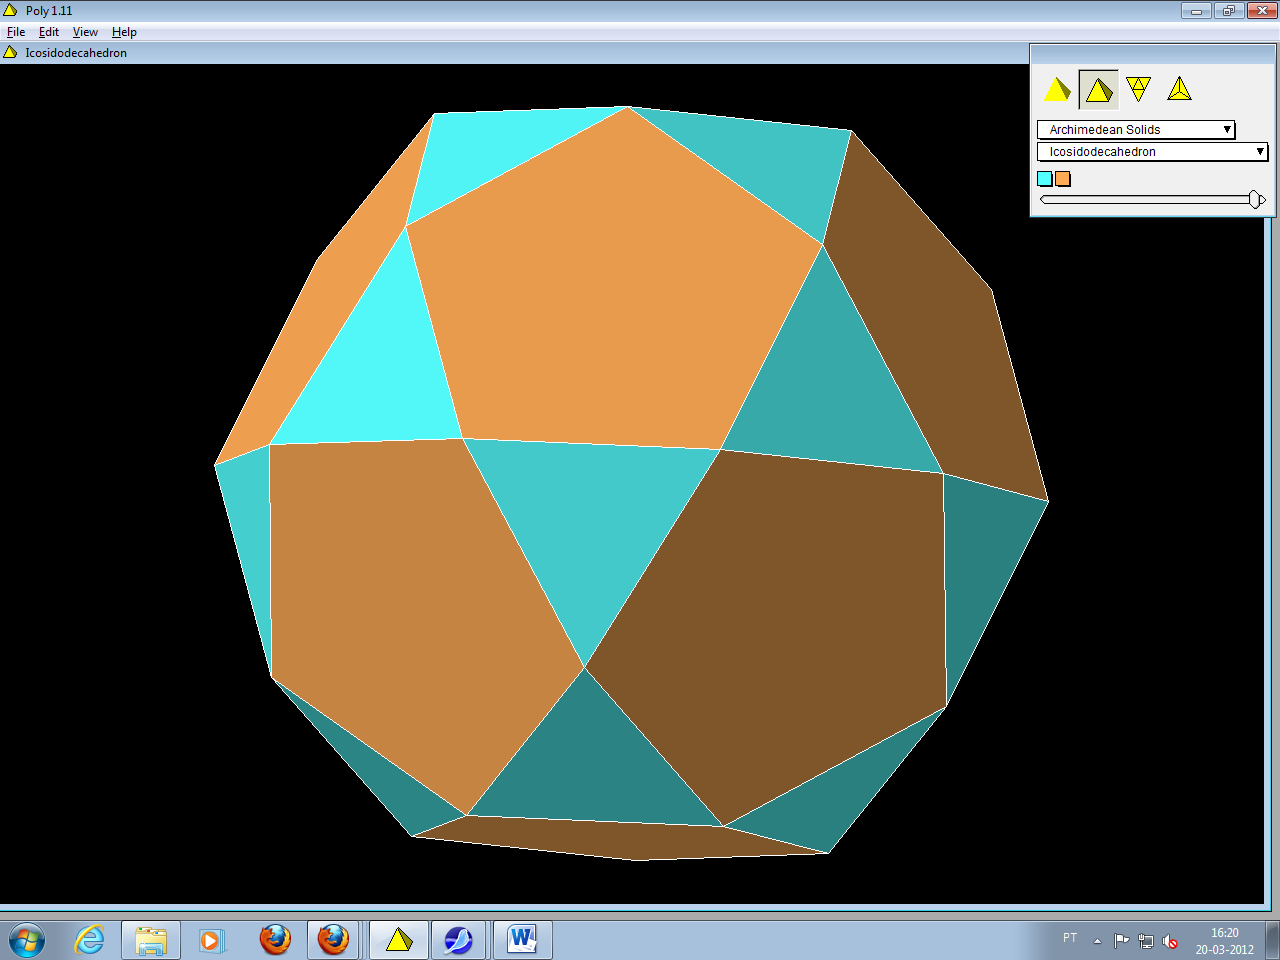 Poly 1.11
File Edit View Help
Icosidodecahedron
Archimedean Solids
Icosidodecahedron
PT
16:20
20-03-2012